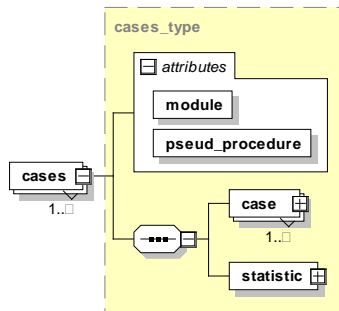 cases_type
attributes
module
pseud_procedure
cases
1..□
case
1..□
statistic